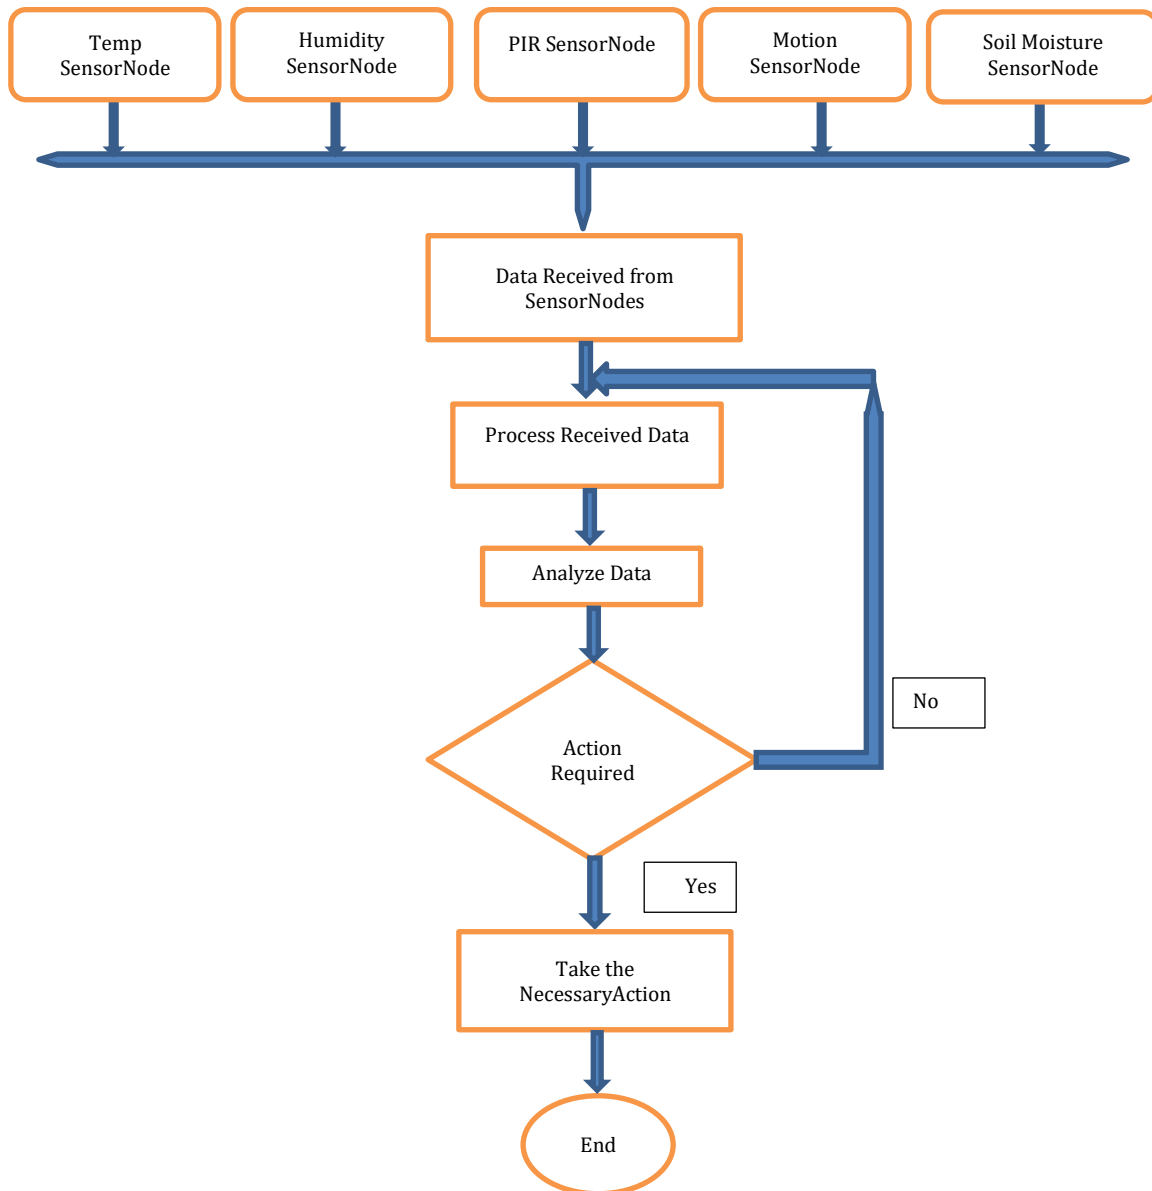 Temp
SensorNode
Humidity
SensorNode
PIR SensorNode
Motion
SensorNode
Soil Moisture
SensorNode
Data Received from
SensorNodes
Process Received Data
Analyze Data
Action
Required
No
Yes
Take the
NecessaryAction
End